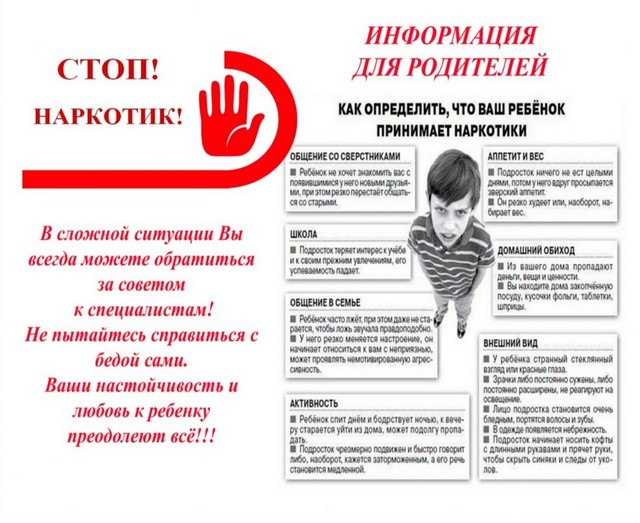 СТОП!
НАРКОТИК!
В сложной ситуации Вы
всегда можете обратиться
за советом
к специалистам!
Не пытайтесь справиться с
бедой сами.
Ваши настойчивость и
любовь к ребенку
преодолеют всё!!!
ИНФОРМАЦИЯ
ДЛЯ РОДИТЕЛЕЙ
КАК ОПРЕДЕЛИТЬ, ЧТО ВАШ РЕБЁНОК
ПРИНИМАЕТ НАРКОТИКИ
ОБЩЕНИЕ СО СВЕРСТНИКАМИ
■ Ребёнок не хочет знакомить вас с
появившимися у него новыми друзья-
ми, при этом резко перестаёт общать-
ся со старыми.
ШКОЛА
■ Подросток теряет интерес к учёбе
и к своим прежним увлечениям, его
успеваемость падает.
ОБЩЕНИЕ В СЕМЬЕ
■ Ребёнок часто лжёт, при этом даже не ста-
рается, чтобы ложь звучала правдоподобно.
■ У него резко меняется настроение, он
начинает относиться к вам с неприязнью,
может проявлять немотивированную агрес-
сивность.
АКТИВНОСТЬ
■ Ребёнок спит днём и бодрствует ночью, к вече-
ру старается уйти из дома, может подолгу пропа-
дать.
■ Подросток чрезмерно подвижен и быстро говорит
либо, наоборот, кажется заторможенным, а его речь
становится медленной.
АППЕТИТ И ВЕС
■ Подросток ничего не ест целыми
днями, потом у него вдруг просыпается
зверский аппетит.
■ Он резко худеет или, наоборот, на-
бирает вес.
ДОМАШНИЙ ОБИХОД
■ Из вашего дома пропадают
деньги, вещи и ценности.
■ Вы находите дома закопчённую
посуду, кусочки фольги, таблетки,
шприцы.
ВНЕШНИЙ ВИД
■ У ребёнка странный стеклянный
взгляд или красные глаза.
■ Зрачки либо постоянно сужены, либо
постоянно расширены, не реагируют на
освещение.
■ Лицо подростка становится очень
бледным, портятся волосы и зубы.
■ В одежде появляется небрежность.
■ Подросток начинает носить кофты
с длинными рукавами и прячет руки,
чтобы скрыть синяки и следы от уко-
лов.